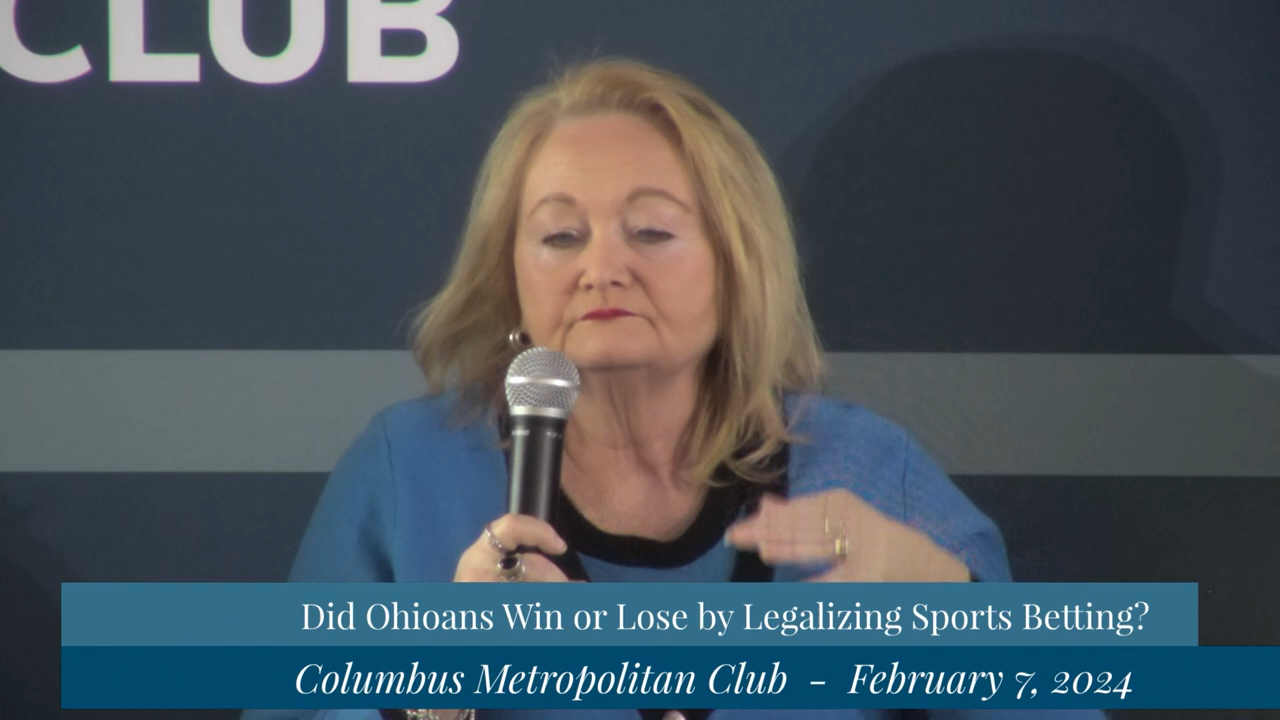 CLUB
Did Ohioans Win or Lose by Legalizing Sports Betting?
Columbus Metropolitan Club - February 7, 2024